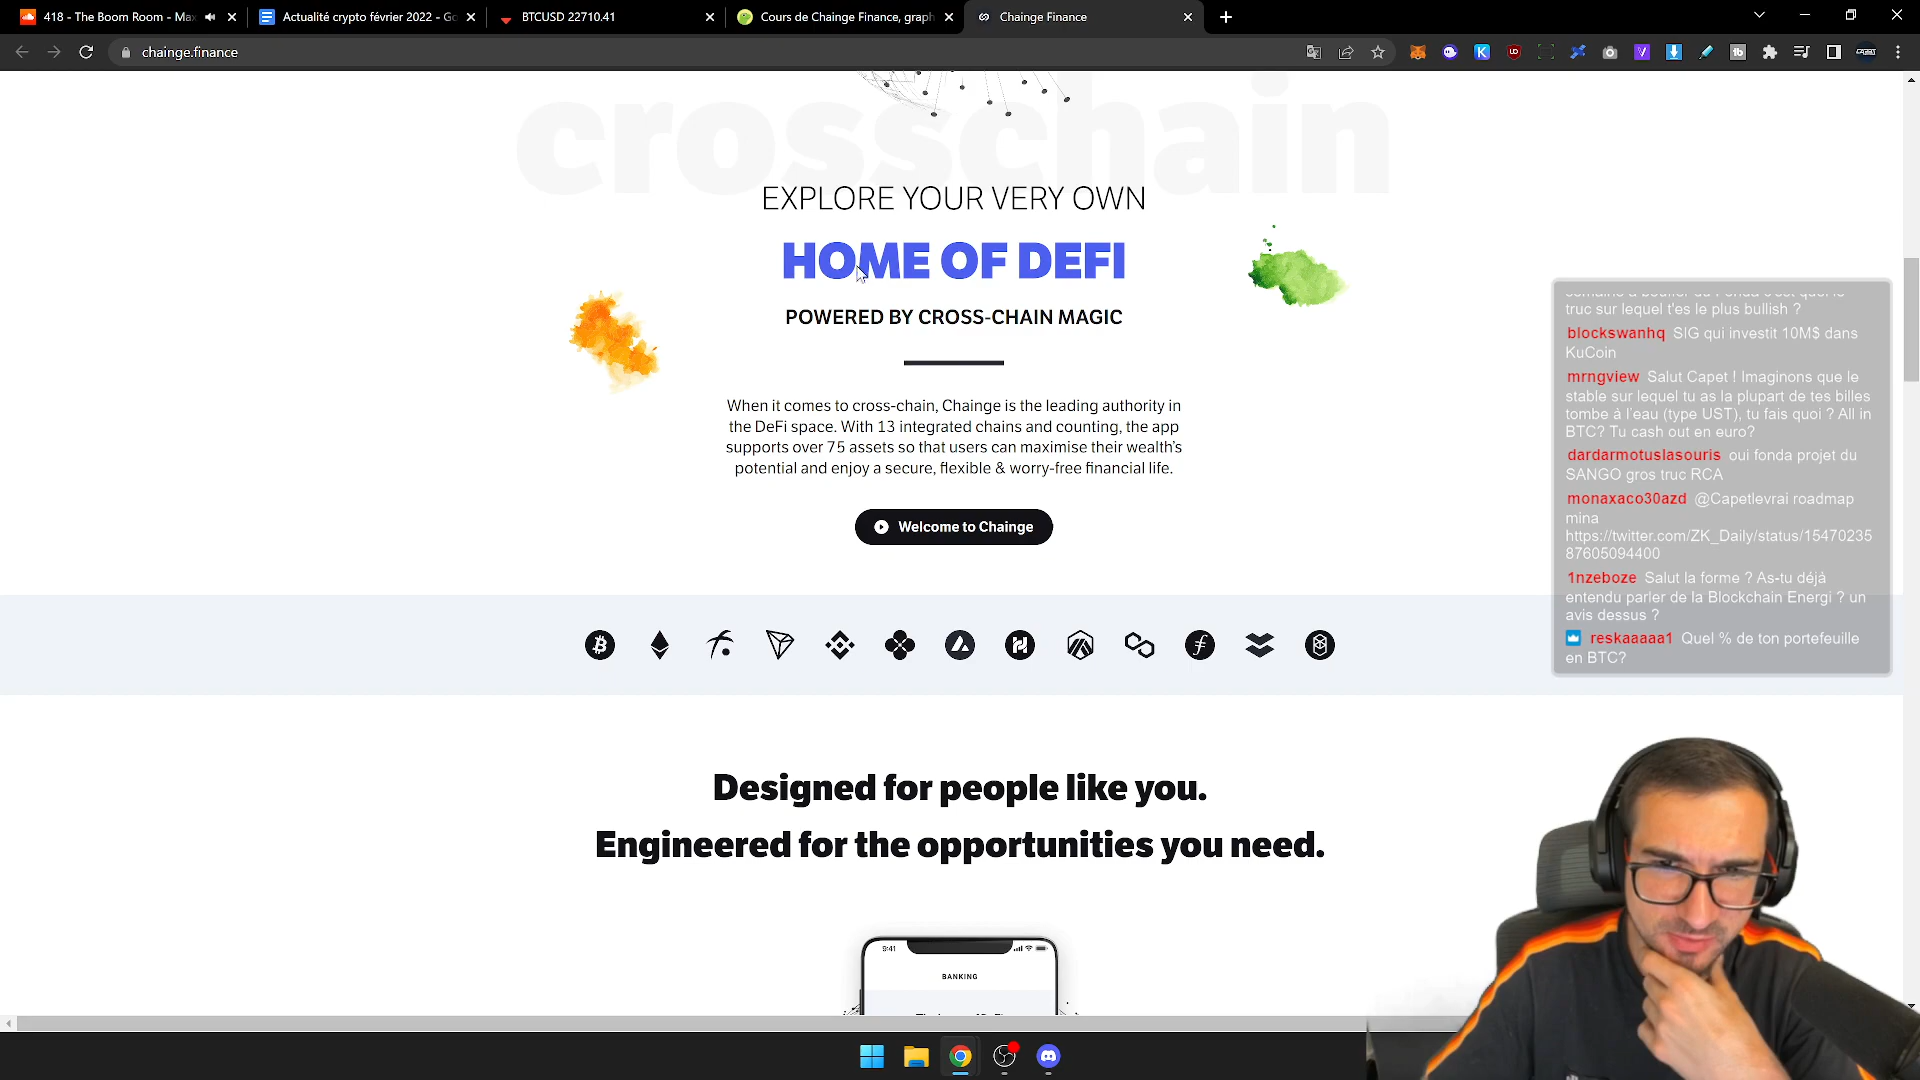 418 - The Boom Room - Ma
Actualité crypto février 2022 - Go
BTCUSD 22710.41
Cours de Chainge Finance, graph
Chainge Finance
chainge.finance
crosschain
EXPLORE YOUR VERY OWN
HOME OF DEFI
POWERED BY CROSS-CHAIN MAGIC
When it comes to cross-chain, Chainge is the leading authority in
the DeFi space. With 13 integrated chains and counting, the app
supports over 75 assets so that users can maximise their wealth's
potential and enjoy a secure, flexible & worry-free financial life.
Welcome to Chainge
truc sur lequel t'es le plus bullish ?
blockswanhq SIG qui investit 10M$ dans
KuCoin
mrngview Salut Capet ! Imaginons que le
stable sur lequel tu as la plupart de tes billes
tombe à l'eau (type UST), tu fais quoi ? All in
BTC? Tu cash out en euro?
dardarmotuslasouris oui fonda projet du
SANGO gros truc RCA
monaxaco30azd @Capetlevrai roadmap
mina
https://twitter.com/ZK_Daily/status/15470235
87605094400
1nzeboze Salut la forme ? As-tu déjà
entendu parler de la Blockchain Energi ? un
avis dessus ?
reskaaaaa1 Quel % de ton portefeuille
en BTC?
Designed for people like you.
Engineered for the opportunities you need.
9:41
BANKING